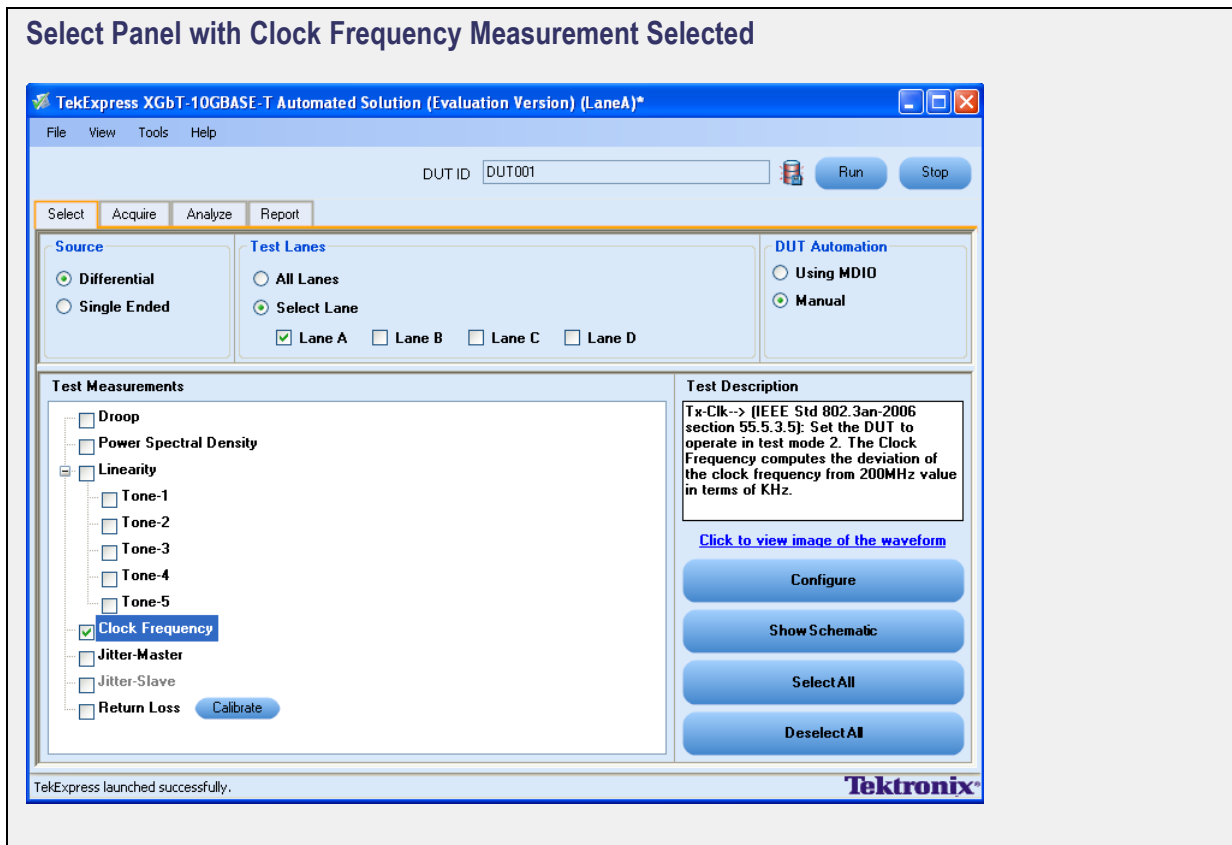 Select Panel with Clock Frequency Measurement Selected
TekExpress XGbT-10GBASE-T Automated Solution (Evaluation Version) (LaneA)*
File View Tools Help
DUT ID DUT001 Run Stop
Select Acquire Analyze Report
Source
Differential
Single Ended
Test Lanes
All Lanes
Select Lane
Lane A Lane B Lane C Lane D
DUT Automation
Using MDIO
Manual
Test Measurements
Droop
Power Spectral Density
Linearity
Tone-1
Tone-2
Tone-3
Tone-4
Tone-5
Clock Frequency
Jitter-Master
Jitter-Slave
Return Loss Calibrate
Test Description
Tx-Clk--> (IEEE Std 802.3an-2006
section 55.5.3.5): Set the DUT to
operate in test mode 2. The Clock
Frequency computes the deviation of
the clock frequency from 200MHz value
in terms of KHz.
Click to view image of the waveform
Configure
Show Schematic
Select All
Deselect All
TekExpress launched successfully.
Tektronix®